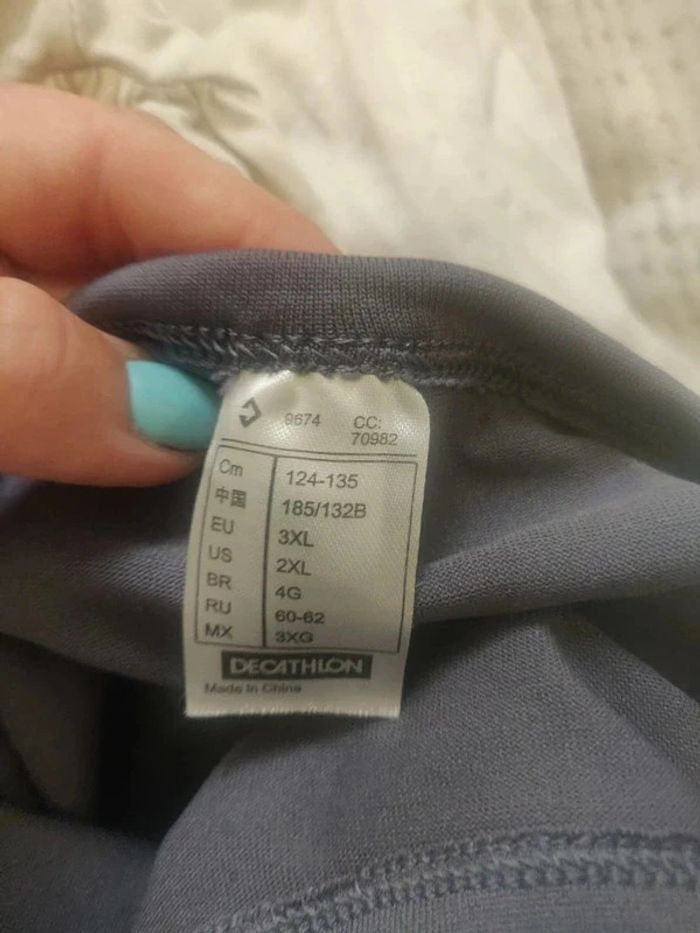 9674 CC:
70982
Cm 124-135
中国 185/132B
EU 3XL
US 2XL
BR 4G
RU 60-62
MX 3XG
DECATHLON
Made In China